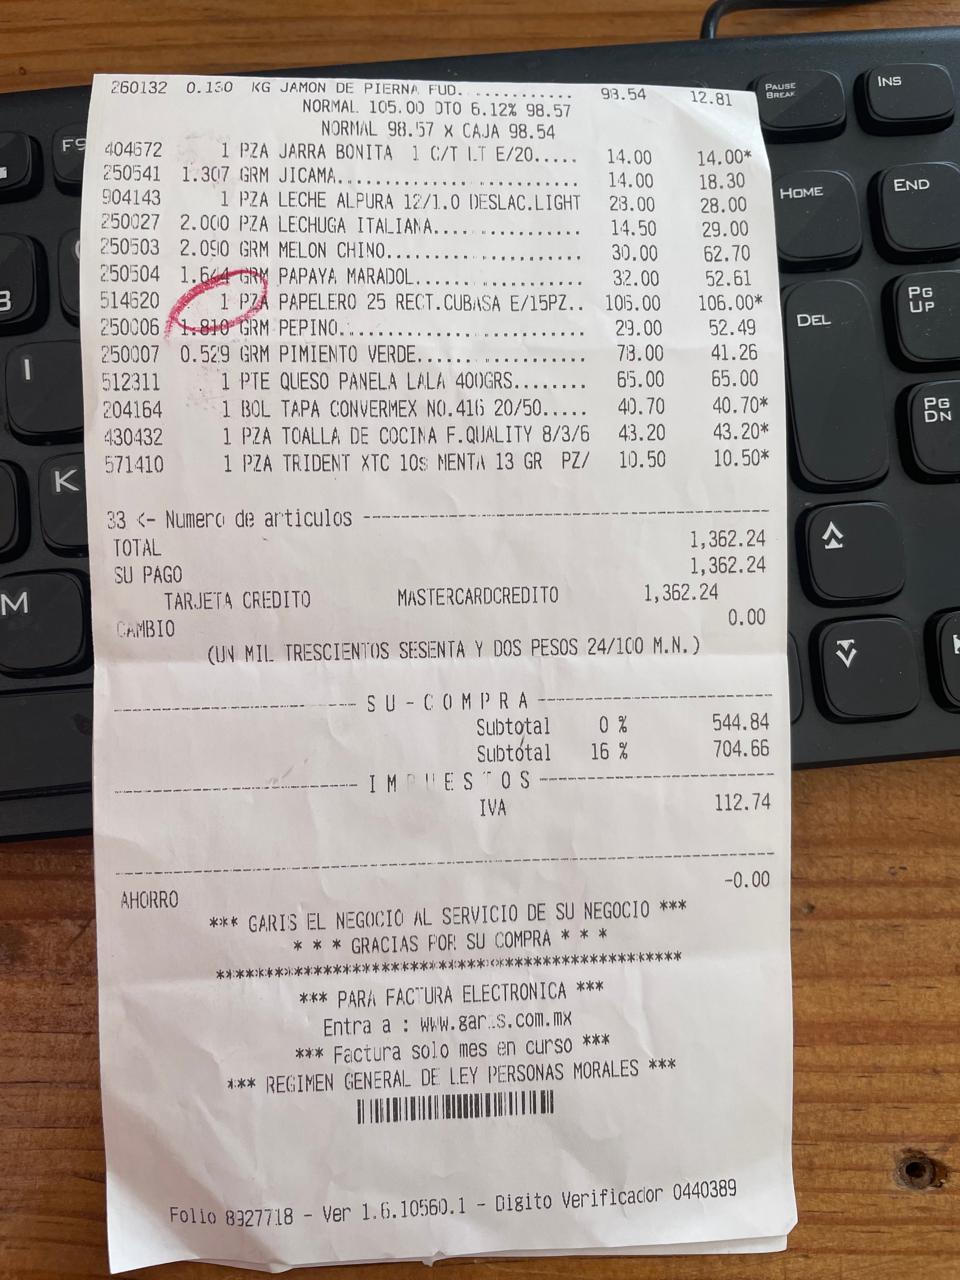 260132 0.130 KG JAMON DE PIERNA FUD............ 98.54 12.81
NORMAL 105.00 DTO 6.12% 98.57
NORMAL 98.57 X CAJA 98.54
404672 1 PZA JARRA BONITA 1 C/T LT E/20..... 14.00 14.00*
250541 1.307 GRM JICAMA........................ 14.00 18.30
904143 1 PZA LECHE ALPURA 12/1.0 DESLAC.LIGHT 28.00 28.00
250027 2.000 PZA LECHUGA ITALIANA.............. 14.50 29.00
250503 2.090 GRM MELON CHINO................... 30.00 62.70
250504 1.644 GRM PAPAYA MARADOL................ 32.00 52.61
514620 1 PZA PAPELERO 25 RECT.CUBASA E/15PZ.. 106.00 106.00*
250006 1.810 GRM PEPINO........................ 29.00 52.49
250007 0.529 GRM PIMIENTO VERDE................ 78.00 41.26
512311 1 PTE QUESO PANELA LALA 400GRS........ 65.00 65.00
204164 1 BOL TAPA CONVERMEX NO.416 20/50..... 40.70 40.70*
430432 1 PZA TOALLA DE COCINA F.QUALITY 8/3/6 43.20 43.20*
571410 1 PZA TRIDENT XTC 10s MENTA 13 GR PZ/ 10.50 10.50*
33 <- Numero de articulos --------------------
TOTAL 1,362.24
SU PAGO 1,362.24
TARJETA CREDITO MASTERCARDCREDITO 1,362.24
CAMBIO 0.00
(UN MIL TRESCIENTOS SESENTA Y DOS PESOS 24/100 M.N.)
-------------------- S U - C O M P R A --------------------
Subtotal 0 % 544.84
Subtotal 16 % 704.66
-------------------- I M P U E S T O S --------------------
IVA 112.74
AHORRO -0.00
*** GARIS EL NEGOCIO AL SERVICIO DE SU NEGOCIO ***
* * * GRACIAS POR SU COMPRA * * *
**************************************************
*** PARA FACTURA ELECTRONICA ***
Entra a : www.garis.com.mx
*** Factura solo mes en curso ***
*** REGIMEN GENERAL DE LEY PERSONAS MORALES ***
Folio 8927718 - Ver 1.6.10560.1 - Digito Verificador 0440389
F9
B
I
K
M
PAUSE
BREAK
INS
HOME
END
DEL
PG
UP
PG
DN